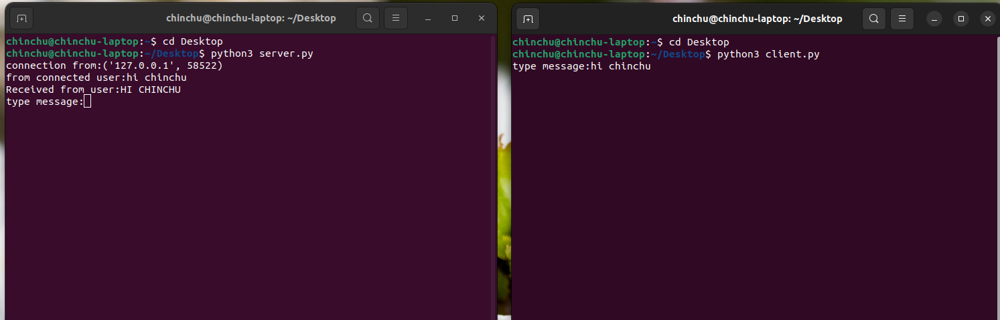 chinchu@chinchu-laptop: ~/Desktop
chinchu@chinchu-laptop:~$ cd Desktop
chinchu@chinchu-laptop:~/Desktop$ python3 server.py
connection from:('127.0.0.1', 58522)
from connected user:hi chinchu
Received from user:HI CHINCHU
type message:
chinchu@chinchu-laptop: ~/Desktop
chinchu@chinchu-laptop:~$ cd Desktop
chinchu@chinchu-laptop:~/Desktop$ python3 client.py
type message:hi chinchu